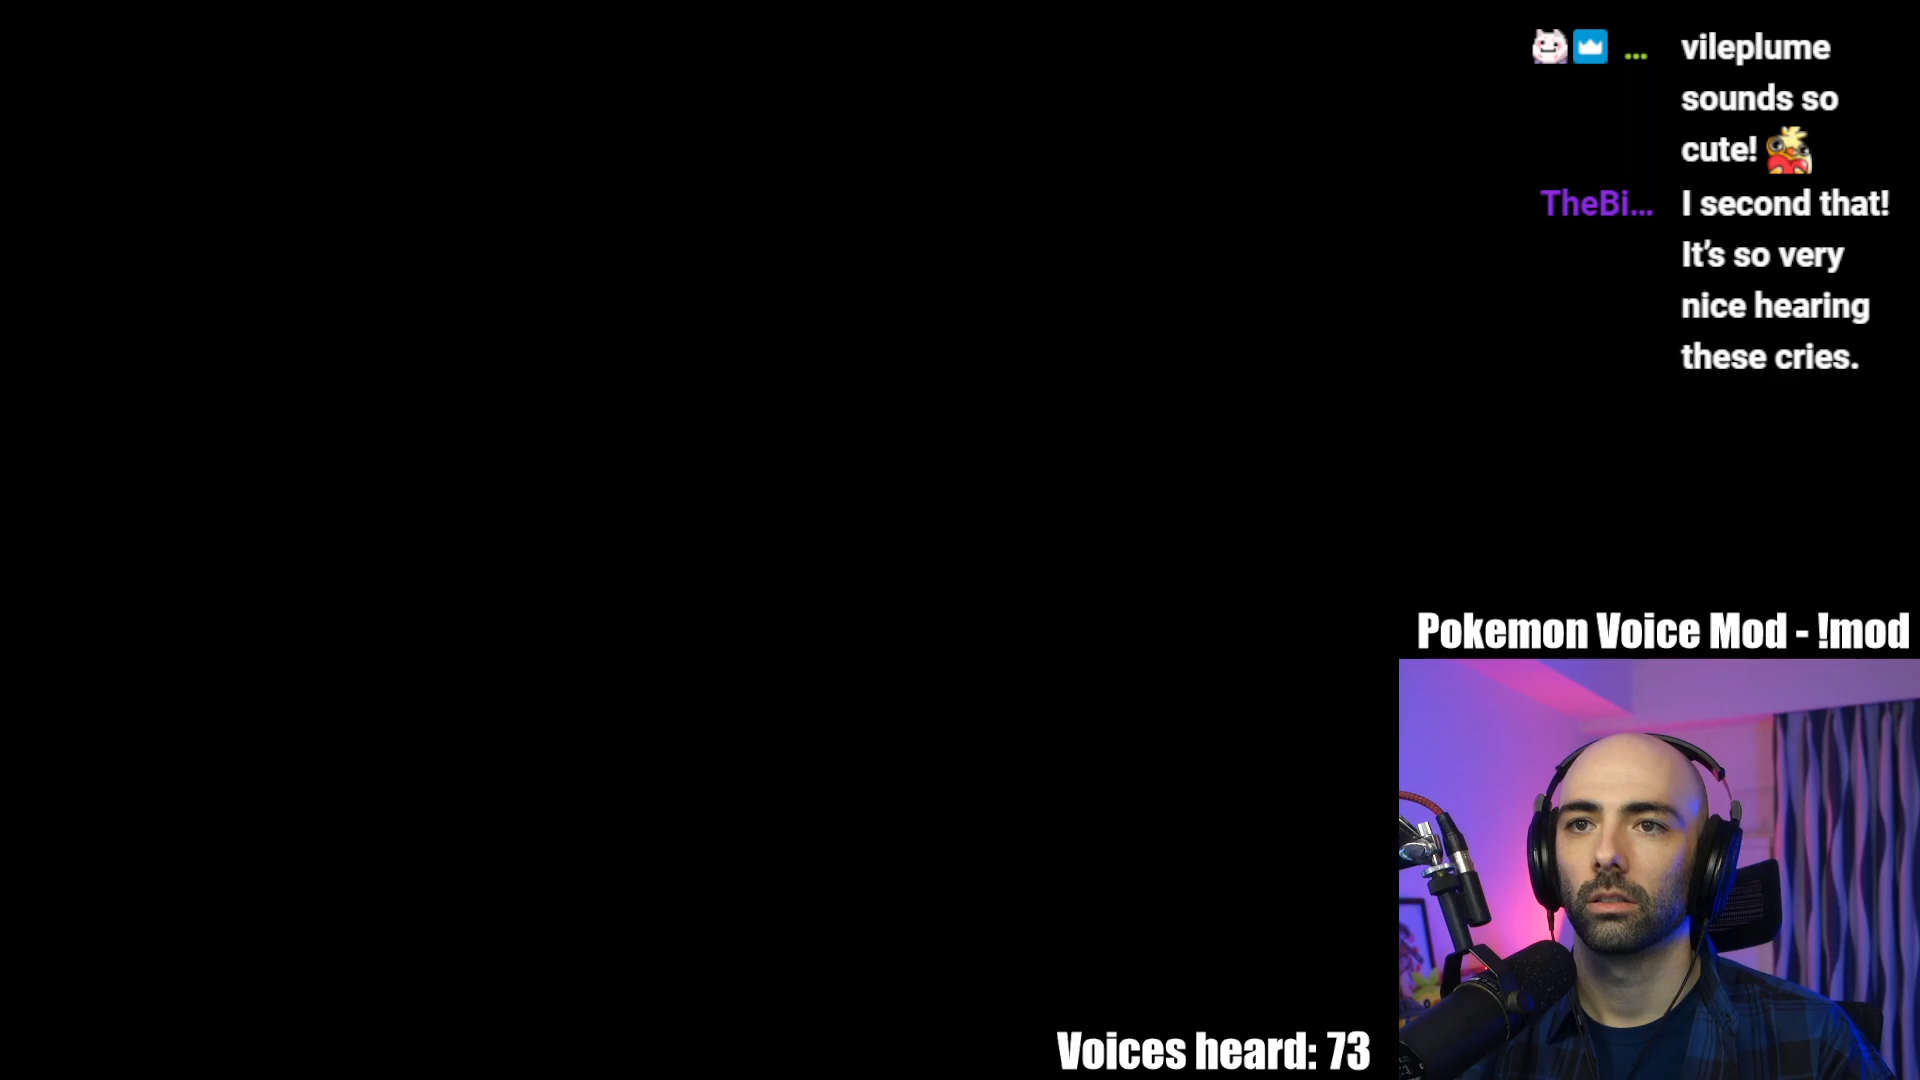 ... vileplume
sounds so
cute!
TheBi... I second that!
It's so very
nice hearing
these cries.
Pokemon Voice Mod - !mod
Voices heard: 73